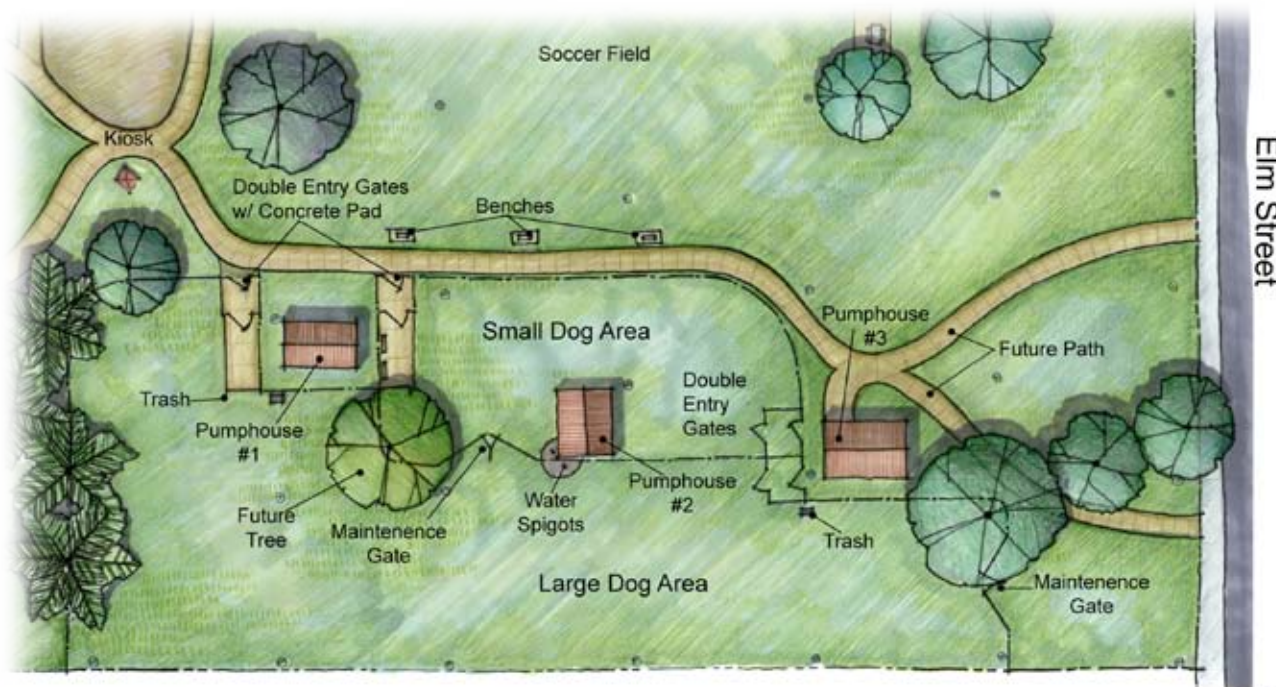 Soccer Field
Kiosk
Elm Street
Double Entry Gates
w/ Concrete Pad
Benches
Small Dog Area
Pumphouse
#3
Future Path
Double
Entry
Gates
Trash
Pumphouse
#1
Future
Tree
Maintenence
Gate
Water
Spigots
Pumphouse
#2
Trash
Large Dog Area
Maintenence
Gate